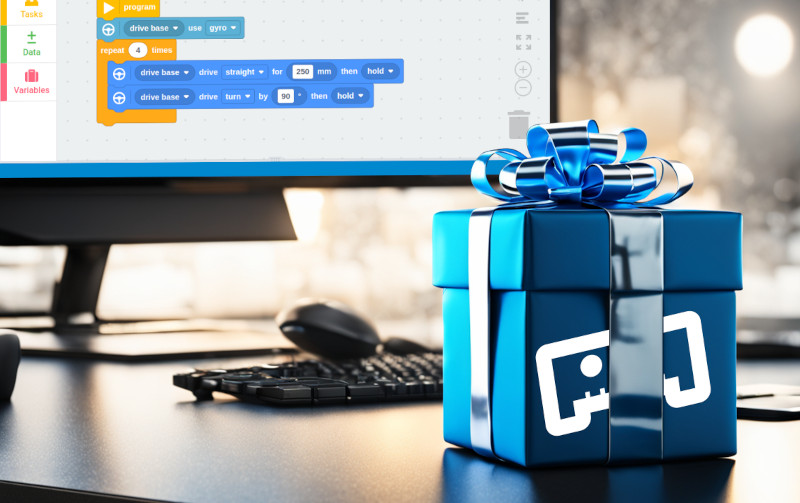 Tasks
program
drive base use gyro
Data
repeat 4 times
drive base drive straight for 250 mm then hold
Variables
drive base drive turn by 90 ° then hold